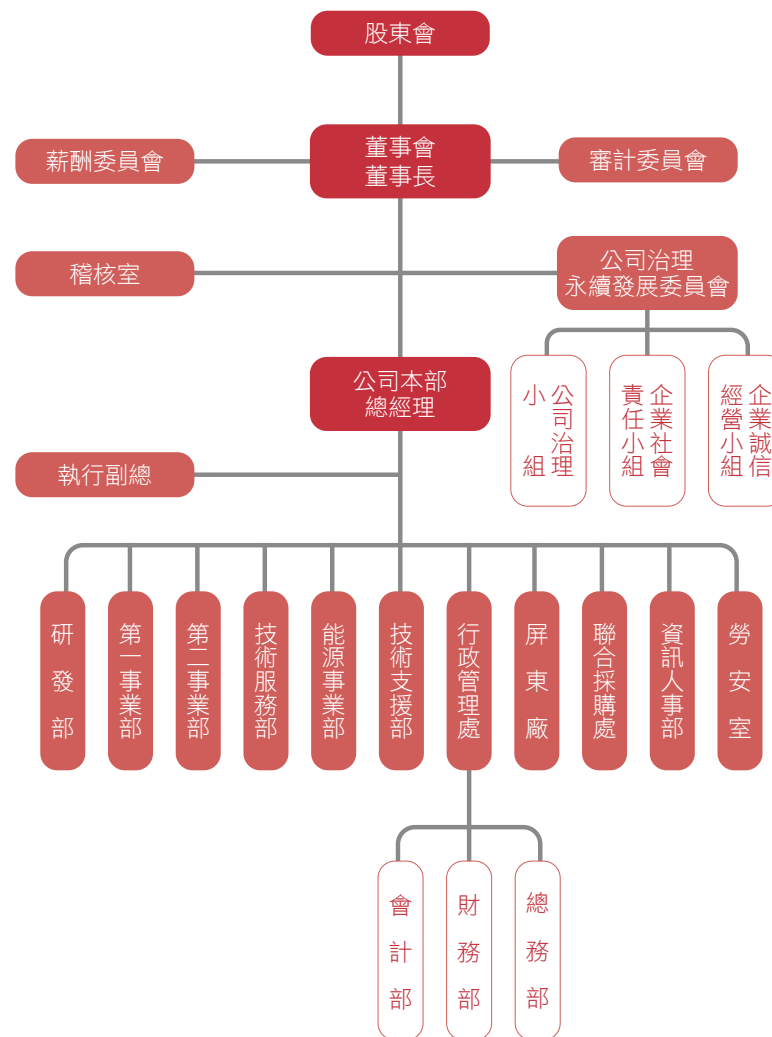 股東會
薪酬委員會
董事會
董事長
審計委員會
稽核室
公司治理
永續發展委員會
公司本部
總經理
公司治理
小組
企業社會
責任小組
企業誠信
經營小組
執行副總
研發部
第一事業部
第二事業部
技術服務部
能源事業部
技術支援部
行政管理處
屏東廠
聯合採購處
資訊人事部
勞安室
會計部
財務部
總務部